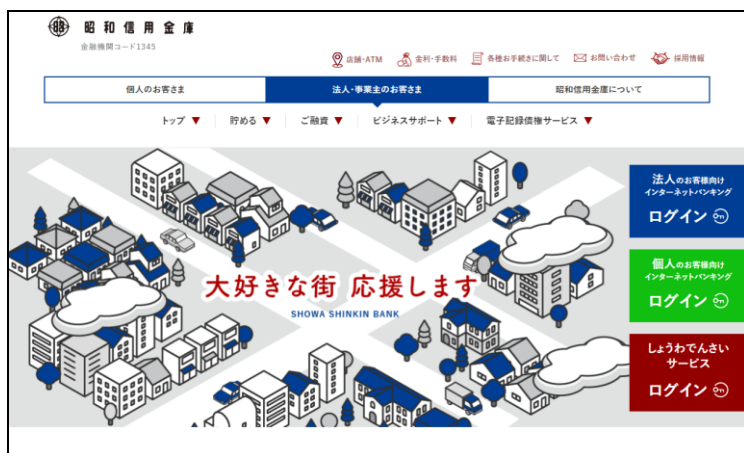 昭和信用金庫
金融機関コード1345
店舗・ATM 金利・手数料 各種お手続きに関して お問い合わせ 採用情報
個人のお客さま 法人・事業主のお客さま 昭和信用金庫について
トップ ▼ 貯める ▼ ご融資 ▼ ビジネスサポート ▼ 電子記録債権サービス ▼
大好きな街 応援します
SHOWA SHINKIN BANK
法人のお客様向け
インターネットバンキング
ログイン
個人のお客様向け
インターネットバンキング
ログイン
しょうわでんさい
サービス
ログイン